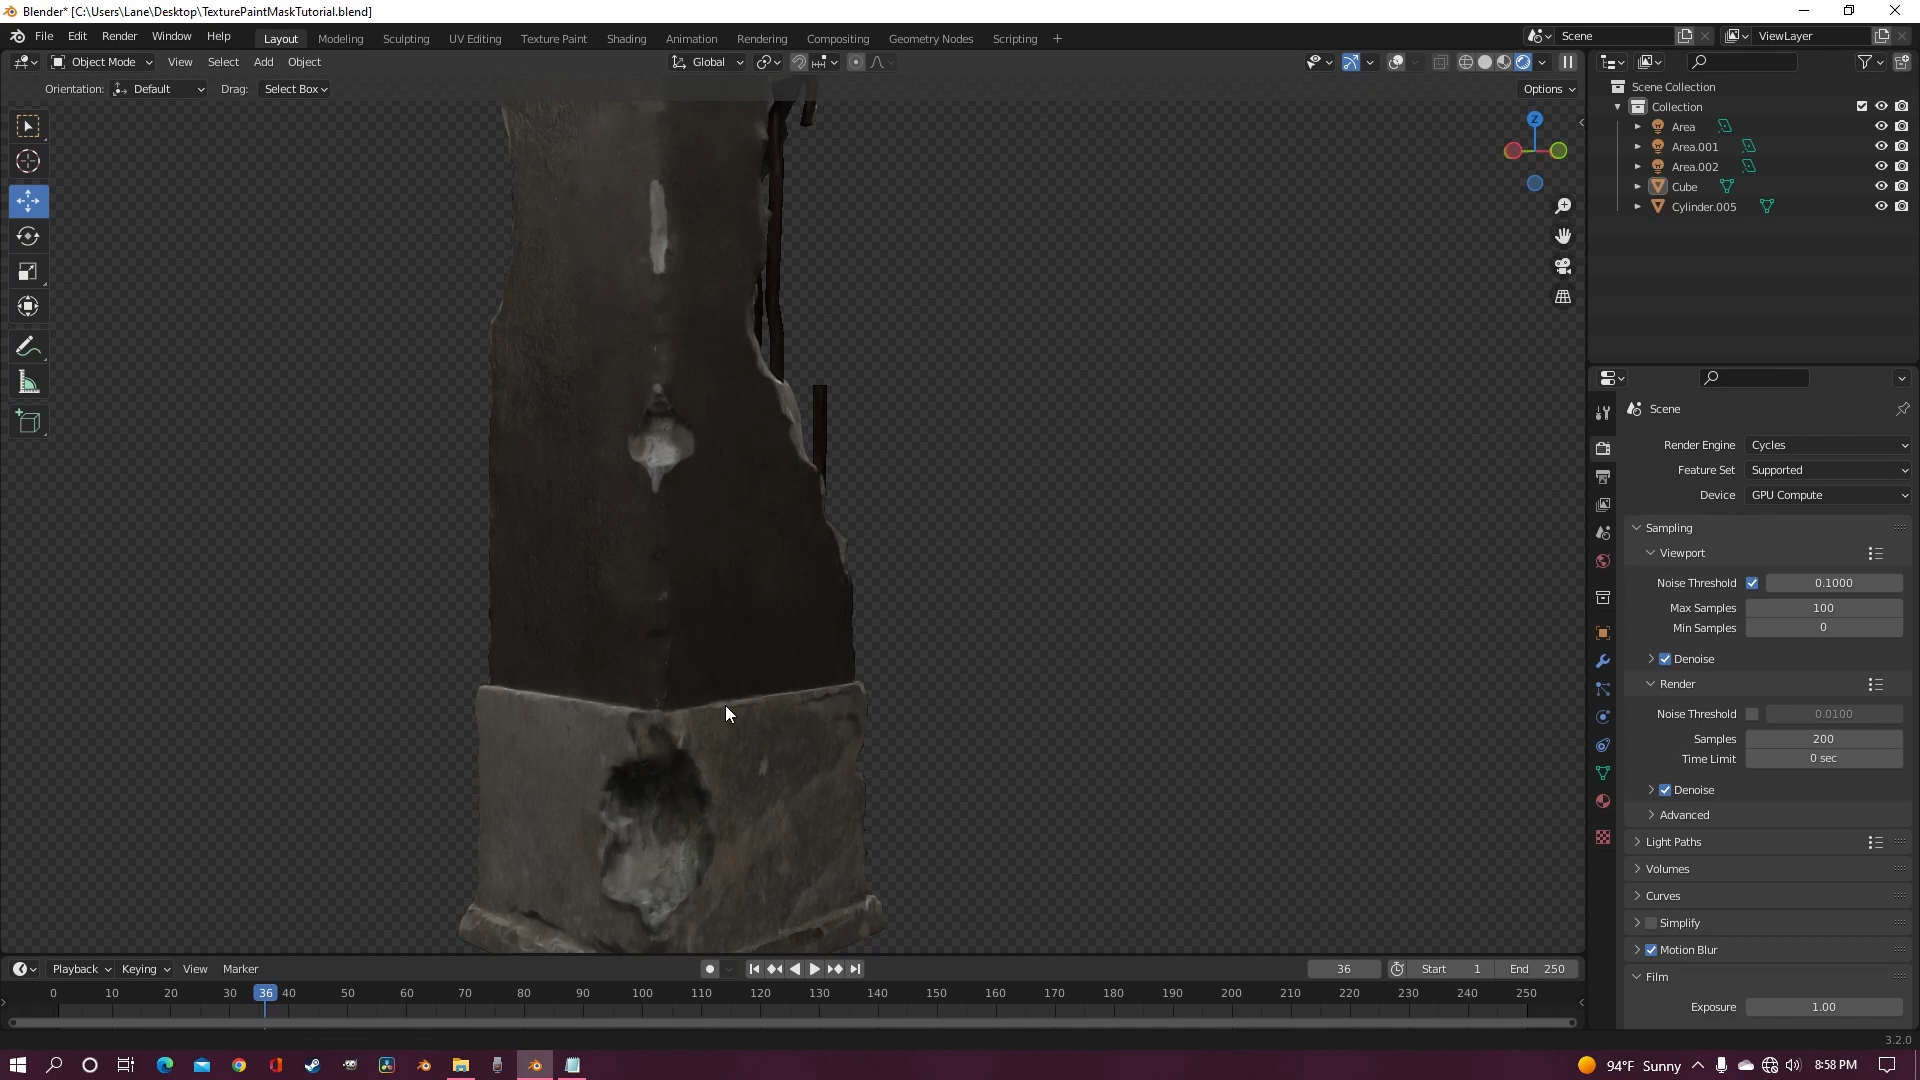 Blender* [C:\Users\Lane\Desktop\TexturePaintMaskTutorial.blend]
File Edit Render Window Help Layout Modeling Sculpting UV Editing Texture Paint Shading Animation Rendering Compositing Geometry Nodes Scripting + Scene ViewLayer
Object Mode View Select Add Object Global
Orientation: Default Drag: Select Box Options
Scene Collection
Collection
Area
Area.001
Area.002
Cube
Cylinder.005
Z
Scene
Render Engine Cycles
Feature Set Supported
Device GPU Compute
Sampling
Viewport
Noise Threshold 0.1000
Max Samples 100
Min Samples 0
Denoise
Render
Noise Threshold 0.0100
Samples 200
Time Limit 0 sec
Denoise
Advanced
Light Paths
Volumes
Curves
Simplify
Motion Blur
Film
Exposure 1.00
Playback Keying View Marker 36 Start 1 End 250
0 10 20 30 36 40 50 60 70 80 90 100 110 120 130 140 150 160 170 180 190 200 210 220 230 240 250
3.2.0
94°F Sunny 8:58 PM